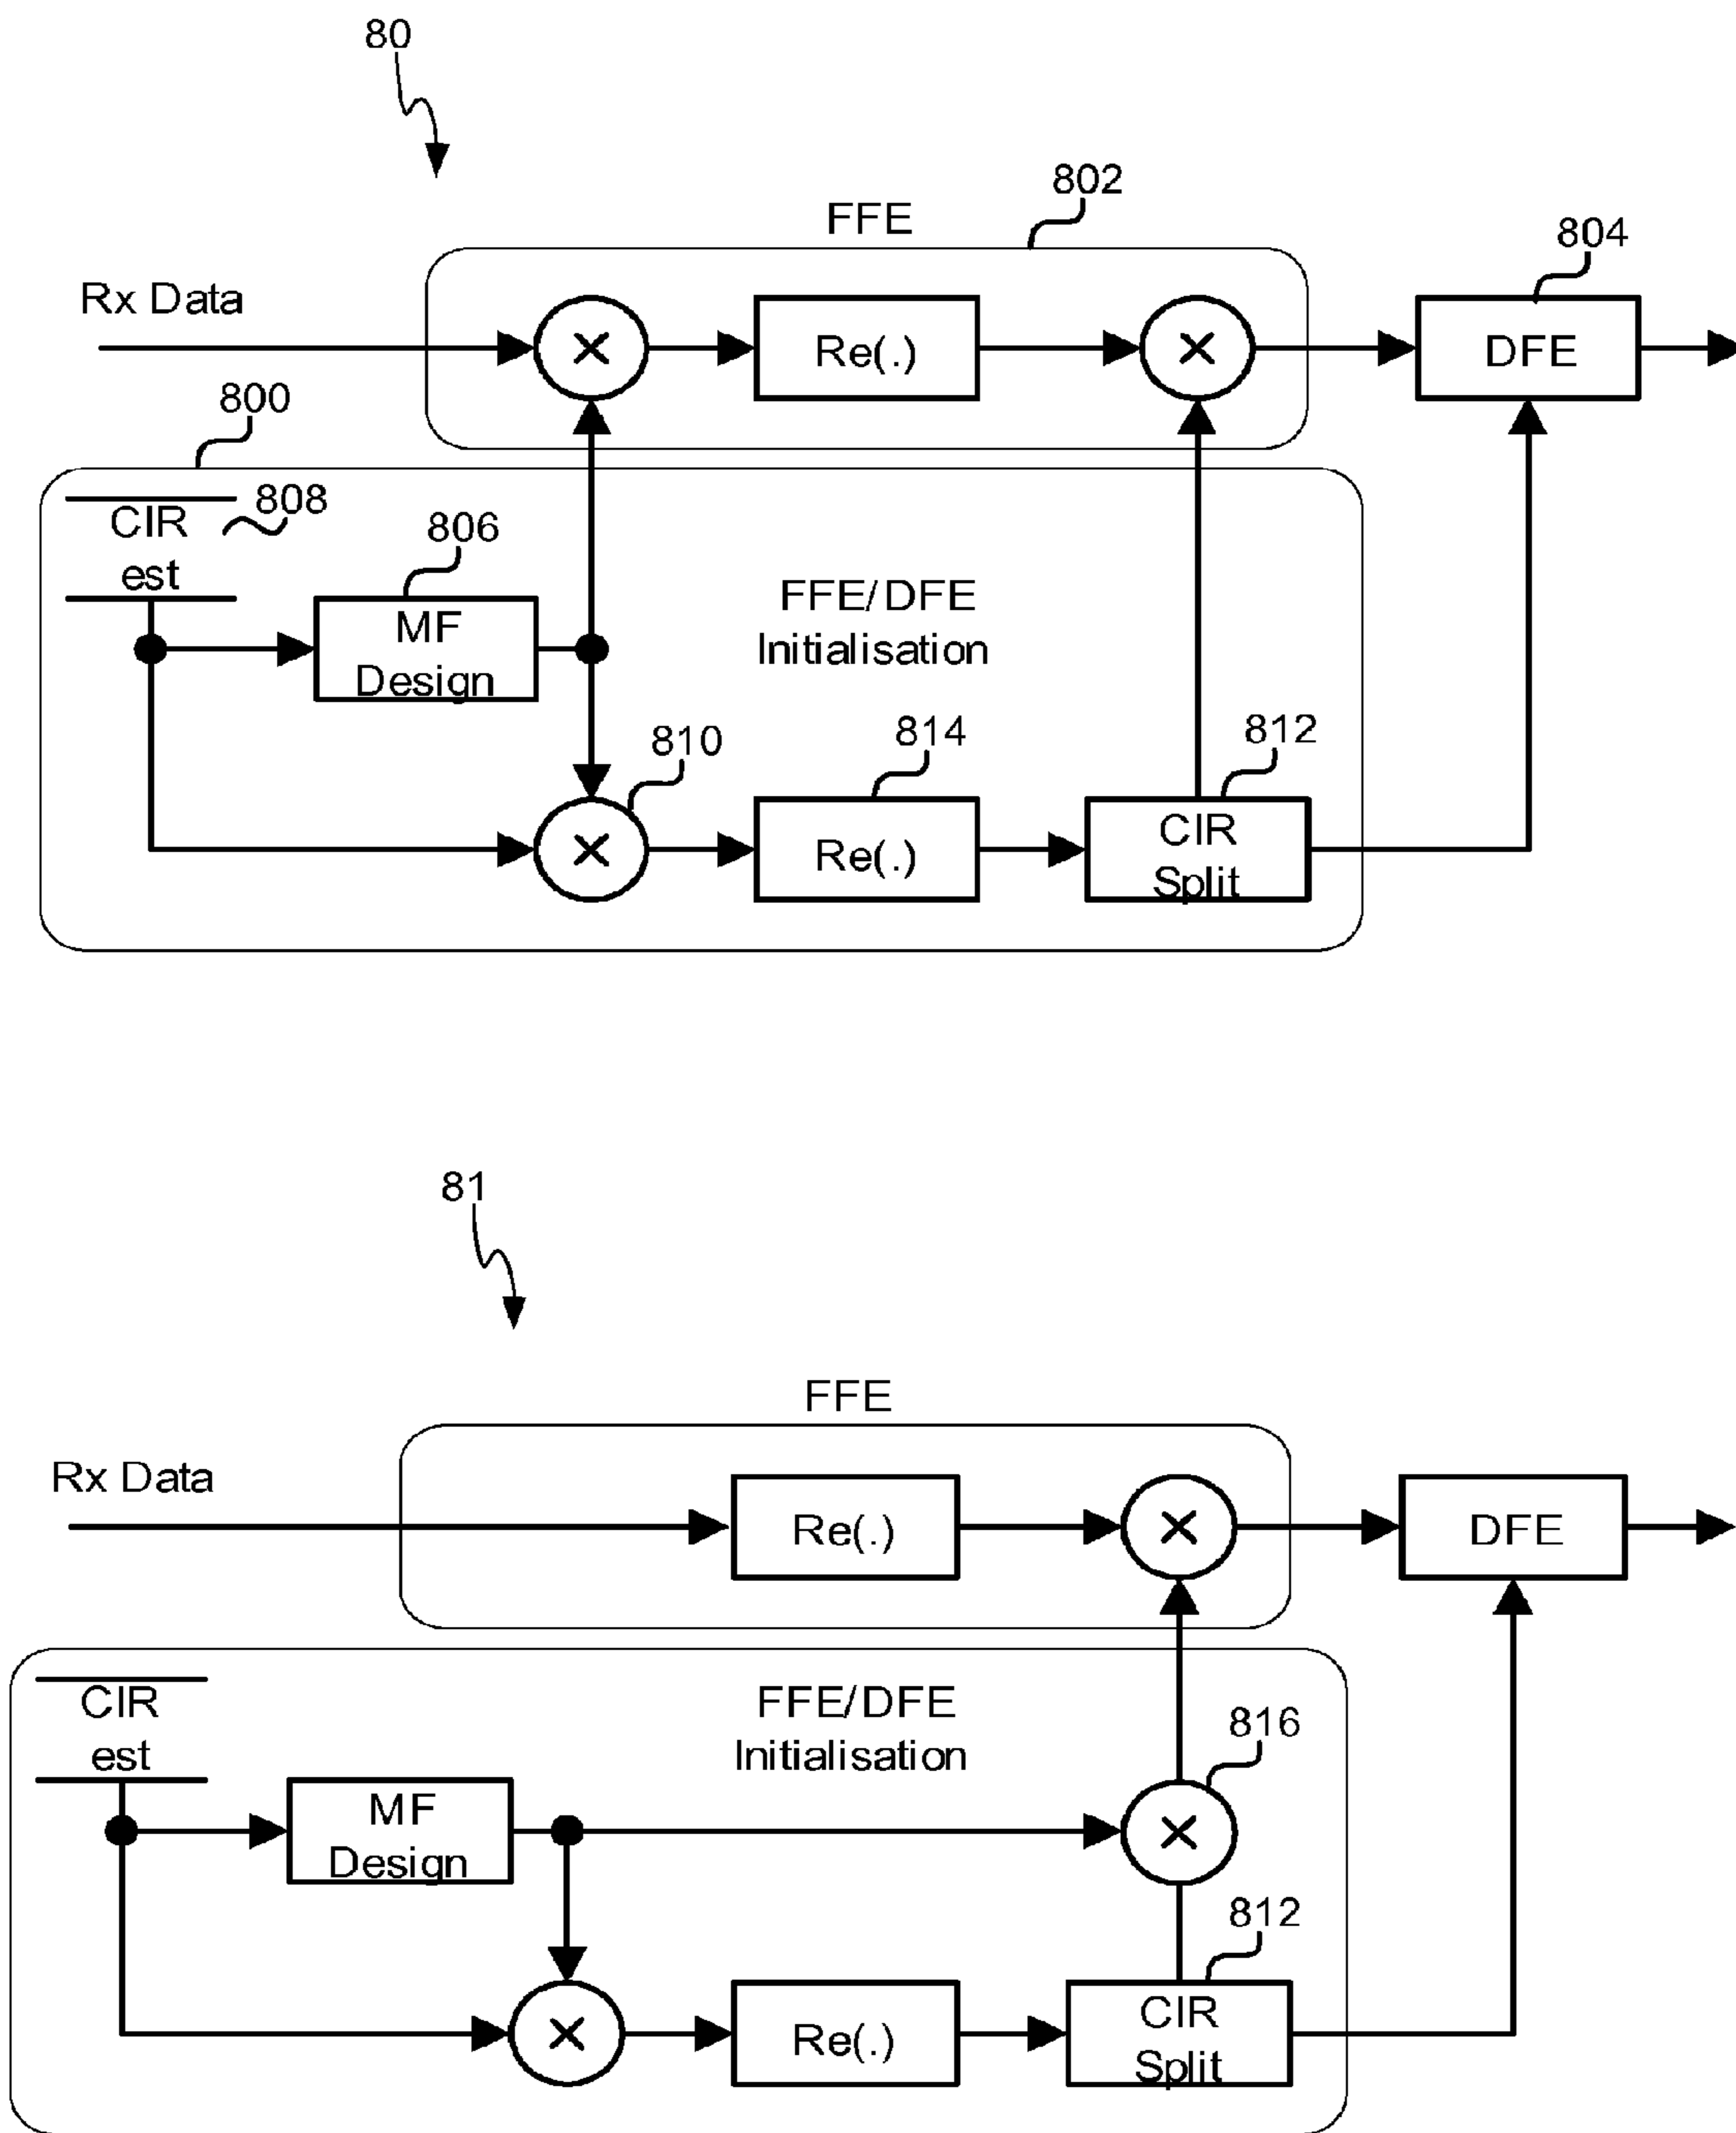 80
802
FFE
804
Rx Data
Re(.)
DFE
800
CIR
est
808
806
MF
Design
FFE/DFE
Initialisation
810
814
812
Re(.)
CIR
Split
81
FFE
Rx Data
Re(.)
DFE
CIR
est
FFE/DFE
Initialisation
816
MF
Design
812
Re(.)
CIR
Split